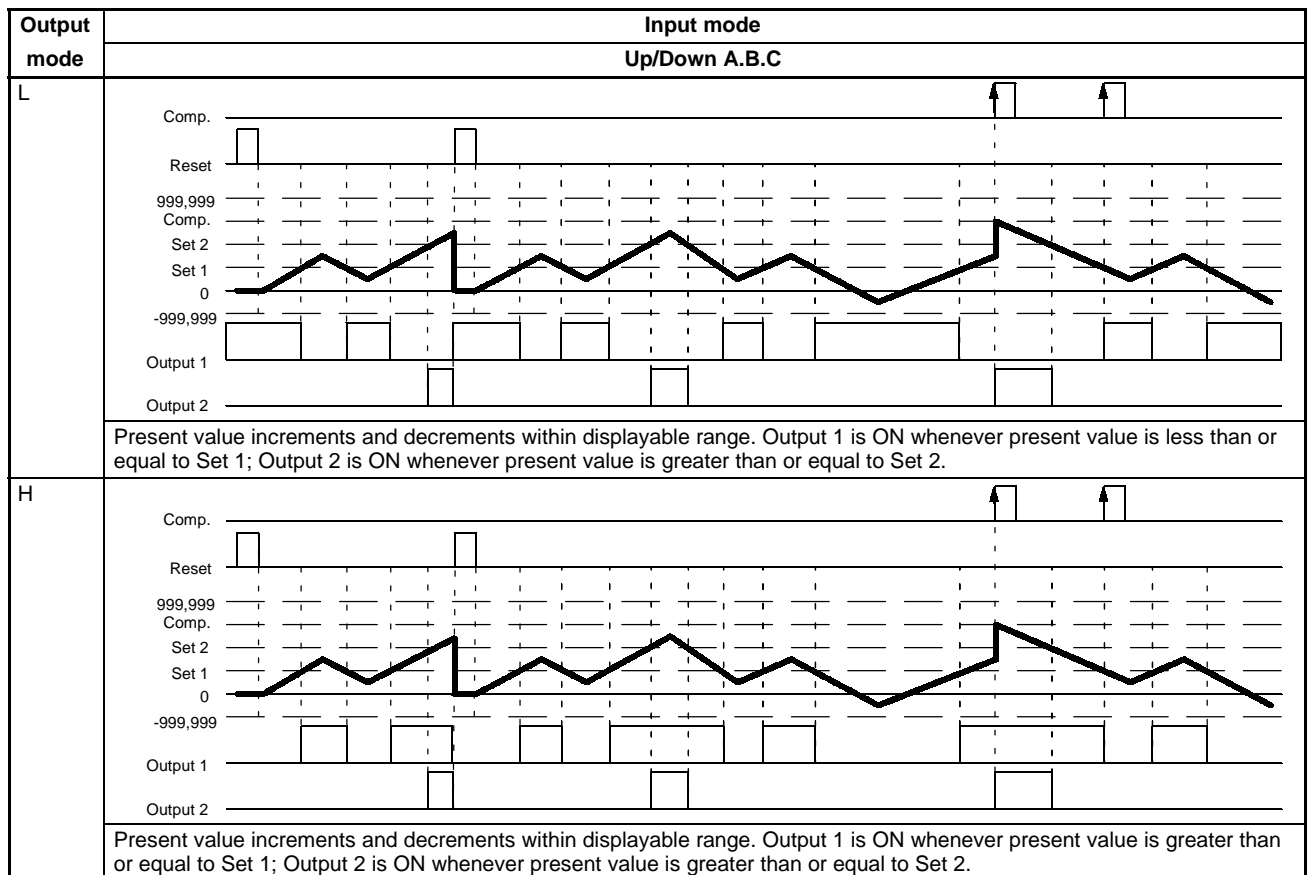 Output mode
Input mode
Up/Down A.B.C
L
Comp.
Reset
999,999
Comp.
Set 2
Set 1
0
-999,999
Output 1
Output 2
Present value increments and decrements within displayable range. Output 1 is ON whenever present value is less than or
equal to Set 1; Output 2 is ON whenever present value is greater than or equal to Set 2.
H
Comp.
Reset
999,999
Comp.
Set 2
Set 1
0
-999,999
Output 1
Output 2
Present value increments and decrements within displayable range. Output 1 is ON whenever present value is greater than
or equal to Set 1; Output 2 is ON whenever present value is greater than or equal to Set 2.